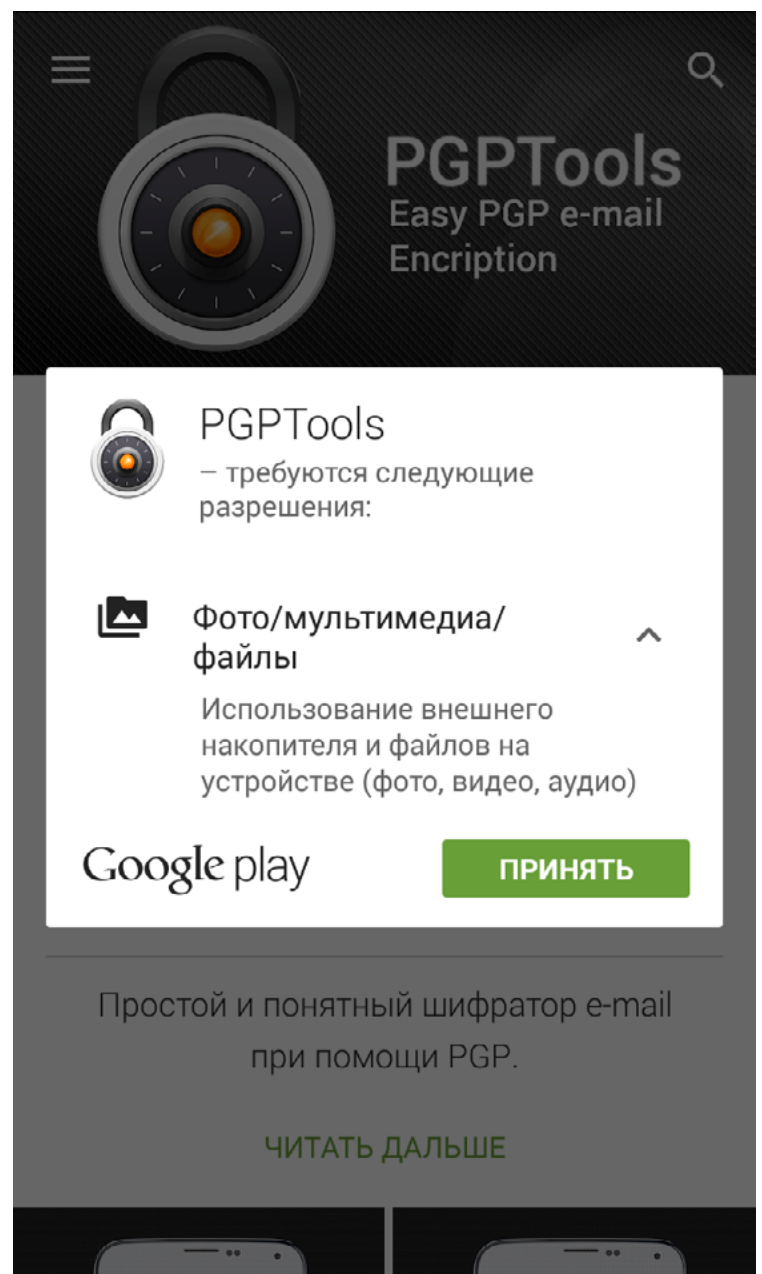 PGPTools
Easy PGP e-mail
Encription
PGPTools
– требуются следующие
разрешения:
Фото/мультимедиа/
файлы
Использование внешнего
накопителя и файлов на
устройстве (фото, видео, аудио)
Google play
ПРИНЯТЬ
Простой и понятный шифратор e-mail
при помощи PGP.
ЧИТАТЬ ДАЛЬШЕ